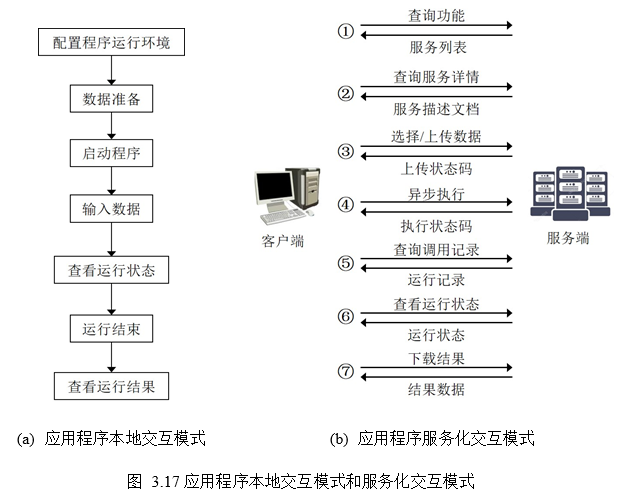 配置程序运行环境
数据准备
启动程序
输入数据
查看运行状态
运行结束
查看运行结果
① 查询功能
服务列表
② 查询服务详情
服务描述文档
③ 选择/上传数据
上传状态码
④ 异步执行
执行状态码
⑤ 查询调用记录
运行记录
⑥ 查看运行状态
运行状态
⑦ 下载结果
结果数据
客户端
服务端
(a) 应用程序本地交互模式
(b) 应用程序服务化交互模式
图 3.17 应用程序本地交互模式和服务化交互模式